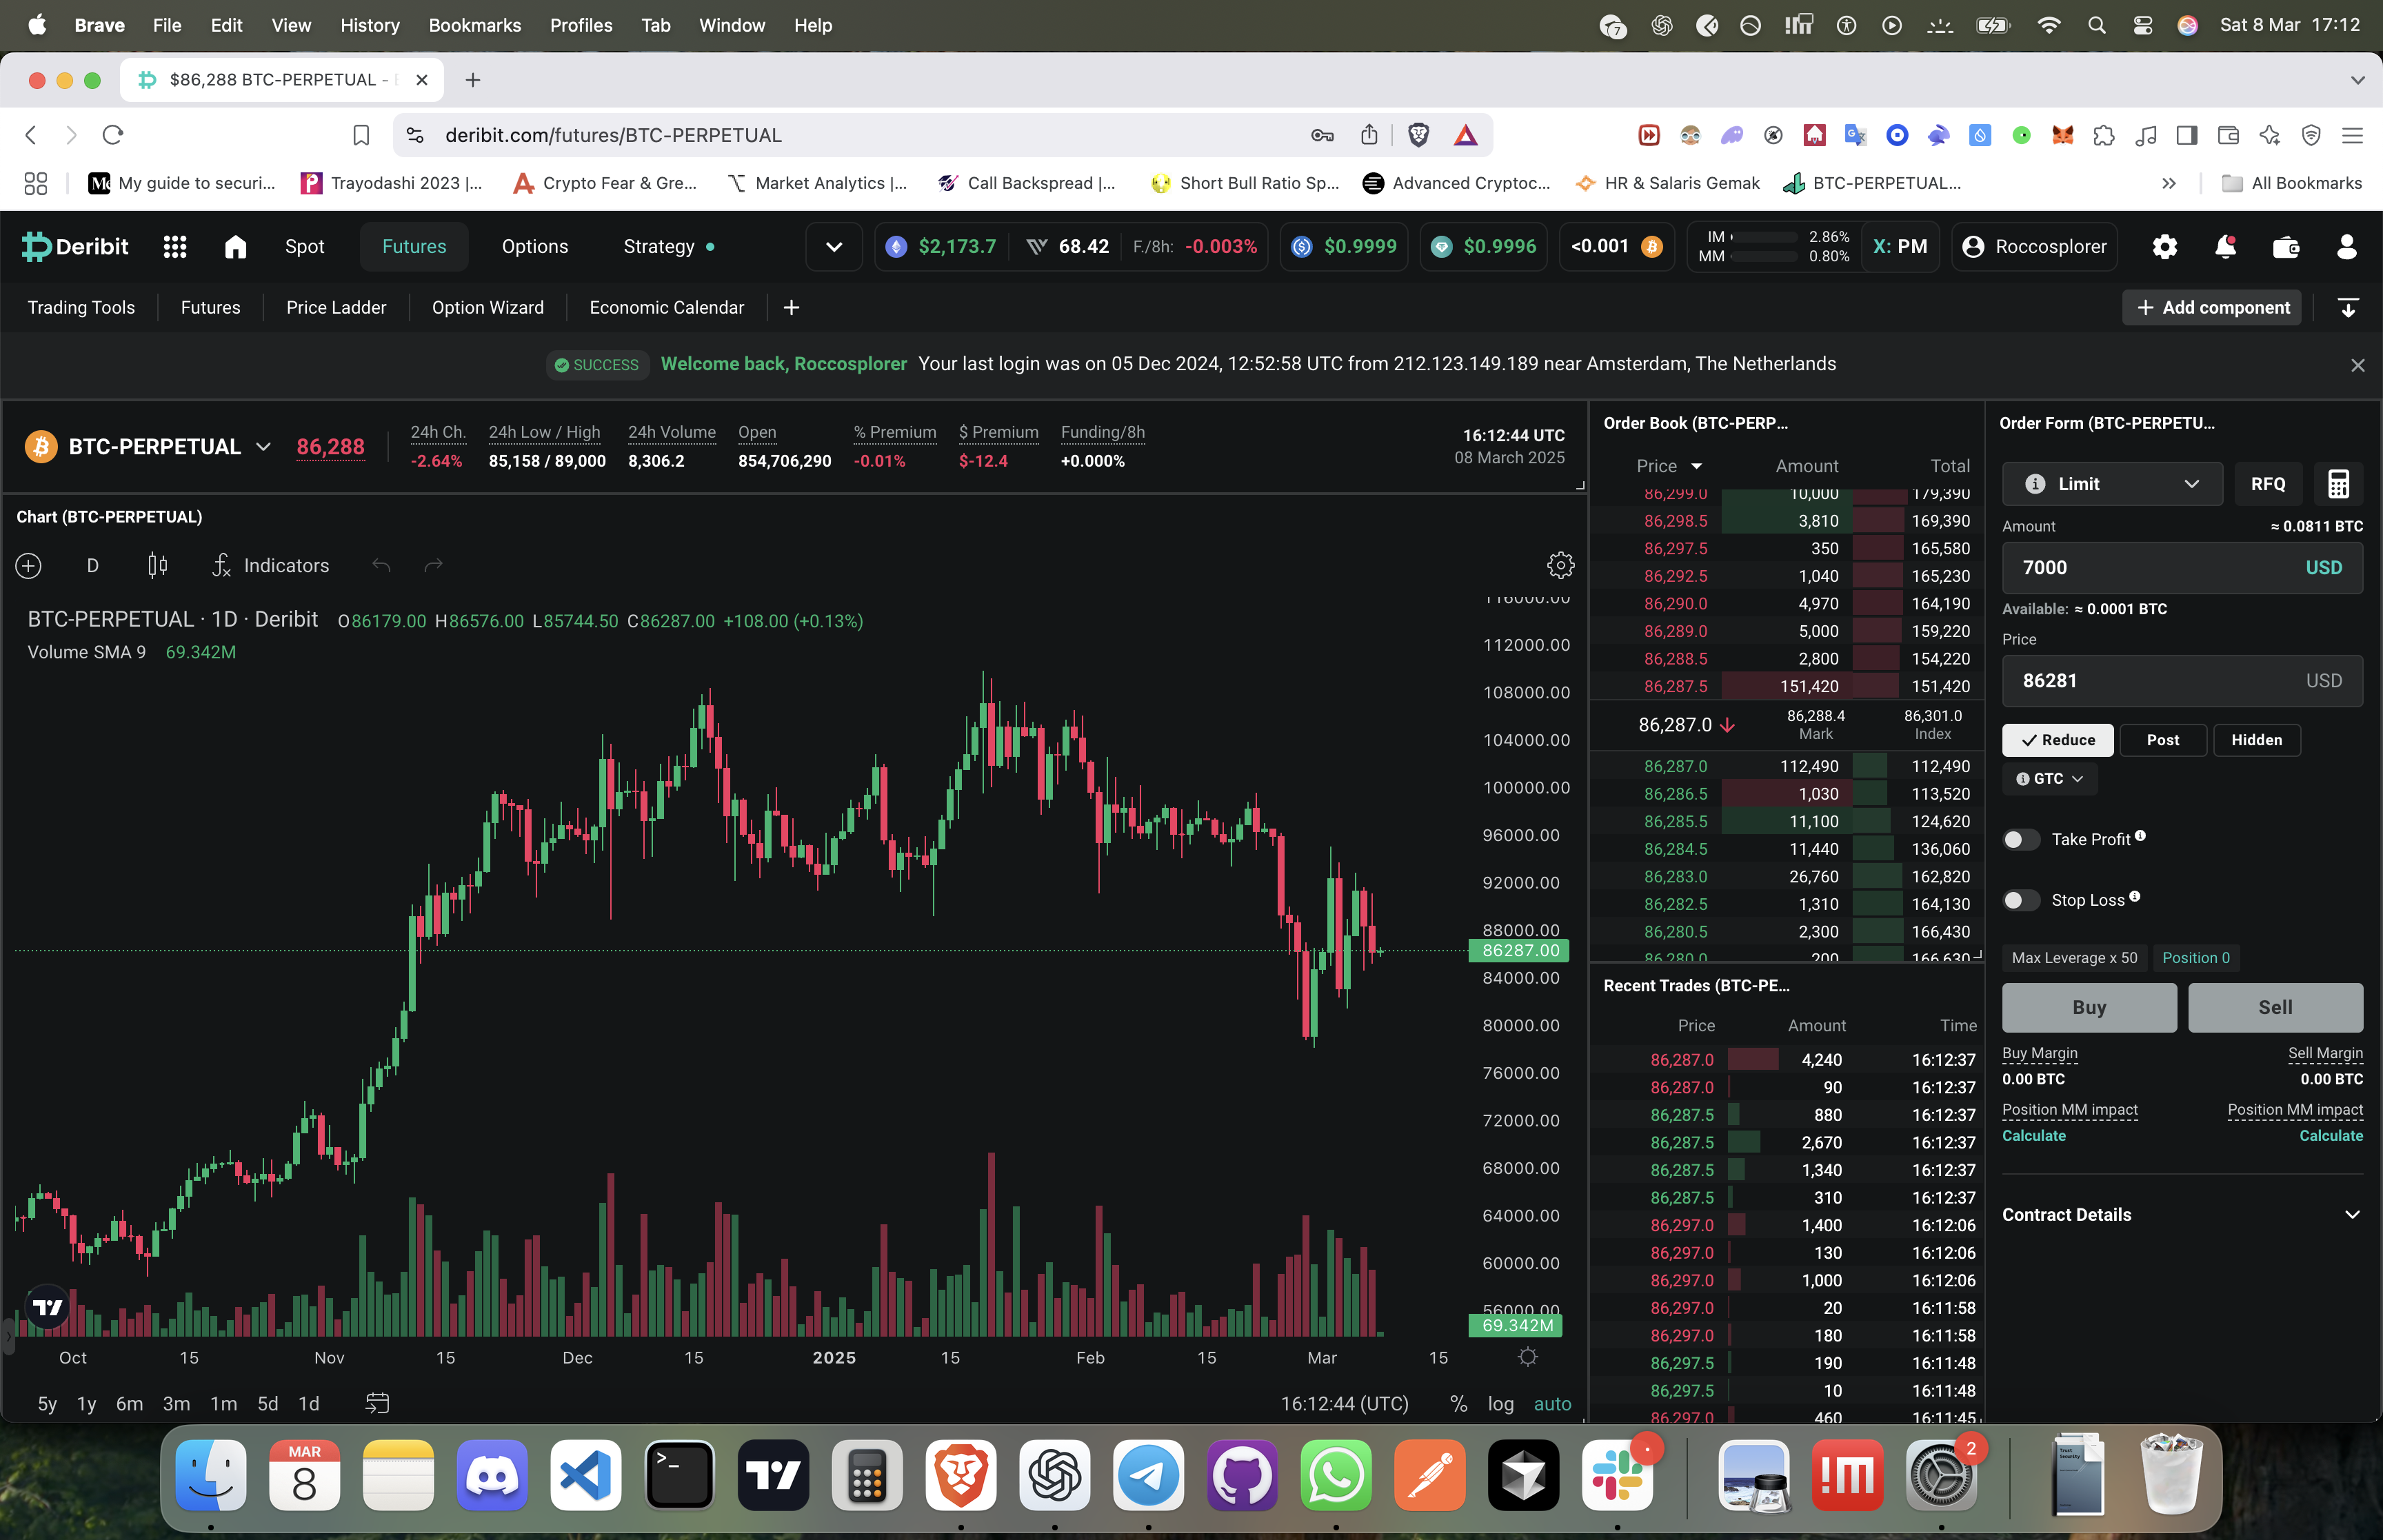 Brave File Edit View History Bookmarks Profiles Tab Window Help 7 Sat 8 Mar 17:12
$86,288 BTC-PERPETUAL -
deribit.com/futures/BTC-PERPETUAL
My guide to securi... Trayodashi 2023 |... Crypto Fear & Gre... Market Analytics |... Call Backspread |... Short Bull Ratio Sp... Advanced Cryptoc... HR & Salaris Gemak BTC-PERPETUAL... All Bookmarks
Deribit Spot Futures Options Strategy $2,173.7 68.42 F./8h: -0.003% $0.9999 $0.9996 <0.001 IM 2.86% X: PM Roccosplorer
MM 0.80%
Trading Tools Futures Price Ladder Option Wizard Economic Calendar + Add component
SUCCESS Welcome back, Roccosplorer Your last login was on 05 Dec 2024, 12:52:58 UTC from 212.123.149.189 near Amsterdam, The Netherlands
BTC-PERPETUAL 86,288
24h Ch. 24h Low / High 24h Volume Open % Premium $ Premium Funding/8h
-2.64% 85,158 / 89,000 8,306.2 854,706,290 -0.01% $-12.4 +0.000%
16:12:44 UTC
08 March 2025
Chart (BTC-PERPETUAL)
D Indicators
BTC-PERPETUAL · 1D · Deribit O86179.00 H86576.00 L85744.50 C86287.00 +108.00 (+0.13%)
Volume SMA 9 69.342M
116000.00
112000.00
108000.00
104000.00
100000.00
96000.00
92000.00
88000.00
86287.00
84000.00
80000.00
76000.00
72000.00
68000.00
64000.00
60000.00
56000.00
69.342M
Oct 15 Nov 15 Dec 15 2025 15 Feb 15 Mar 15
5y 1y 6m 3m 1m 5d 1d 16:12:44 (UTC) % log auto
Order Book (BTC-PERP...
Price Amount Total
86,299.0 10,000 179,390
86,298.5 3,810 169,390
86,297.5 350 165,580
86,292.5 1,040 165,230
86,290.0 4,970 164,190
86,289.0 5,000 159,220
86,288.5 2,800 154,220
86,287.5 151,420 151,420
86,287.0 86,288.4 86,301.0
Mark Index
86,287.0 112,490 112,490
86,286.5 1,030 113,520
86,285.5 11,100 124,620
86,284.5 11,440 136,060
86,283.0 26,760 162,820
86,282.5 1,310 164,130
86,280.5 2,300 166,430
86,280.0 200 166,630
Recent Trades (BTC-PE...
Price Amount Time
86,287.0 4,240 16:12:37
86,287.0 90 16:12:37
86,287.5 880 16:12:37
86,287.5 2,670 16:12:37
86,287.5 1,340 16:12:37
86,287.5 310 16:12:37
86,297.0 1,400 16:12:06
86,297.0 130 16:12:06
86,297.0 1,000 16:12:06
86,297.0 20 16:11:58
86,297.0 180 16:11:58
86,297.5 190 16:11:48
86,297.5 10 16:11:48
86,297.0 460 16:11:45
Order Form (BTC-PERPETU...
Limit RFQ
Amount ≈ 0.0811 BTC
7000 USD
Available: ≈ 0.0001 BTC
Price
86281 USD
Reduce Post Hidden
GTC
Take Profit
Stop Loss
Max Leverage x 50 Position 0
Buy Sell
Buy Margin Sell Margin
0.00 BTC 0.00 BTC
Position MM impact Position MM impact
Calculate Calculate
Contract Details
MAR
8
2